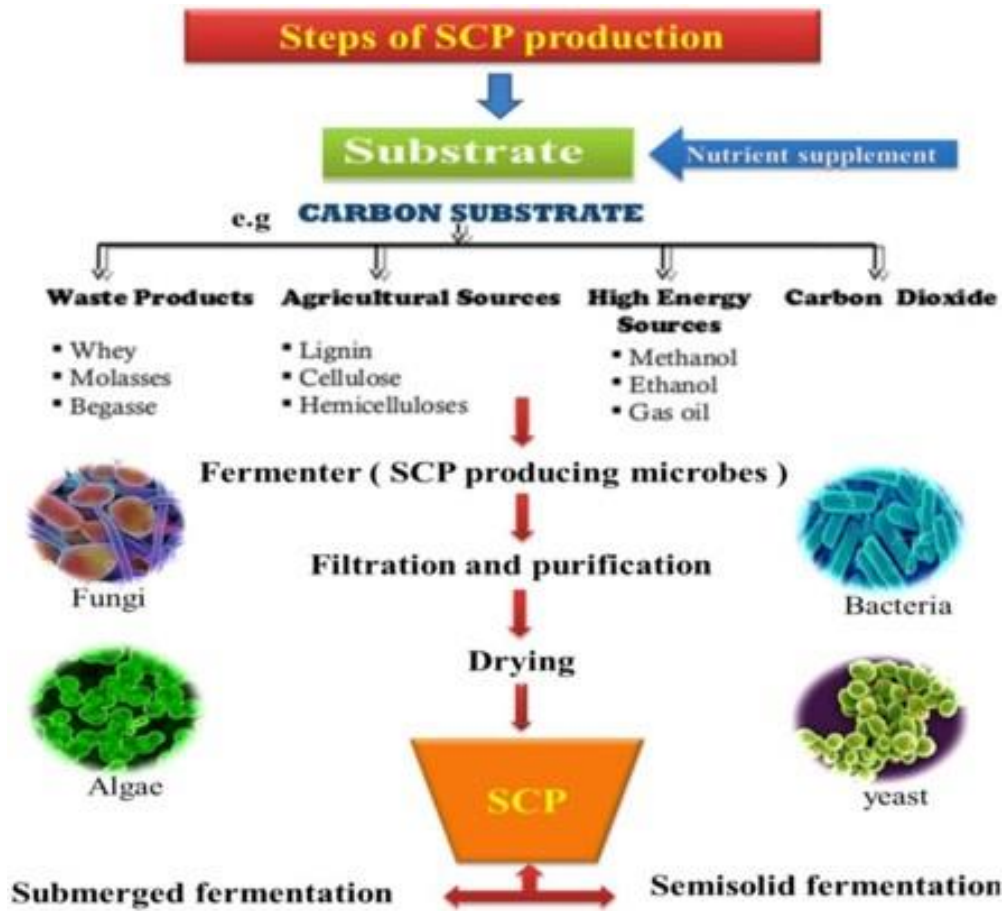 Steps of SCP production
Substrate
Nutrient supplement
e.g CARBON SUBSTRATE
Waste Products
▪ Whey
▪ Molasses
▪ Begasse
Agricultural Sources
▪ Lignin
▪ Cellulose
▪ Hemicelluloses
High Energy
Sources
▪ Methanol
▪ Ethanol
▪ Gas oil
Carbon Dioxide
Fermenter ( SCP producing microbes )
Fungi
Bacteria
Filtration and purification
Drying
Algae
yeast
SCP
Submerged fermentation
Semisolid fermentation